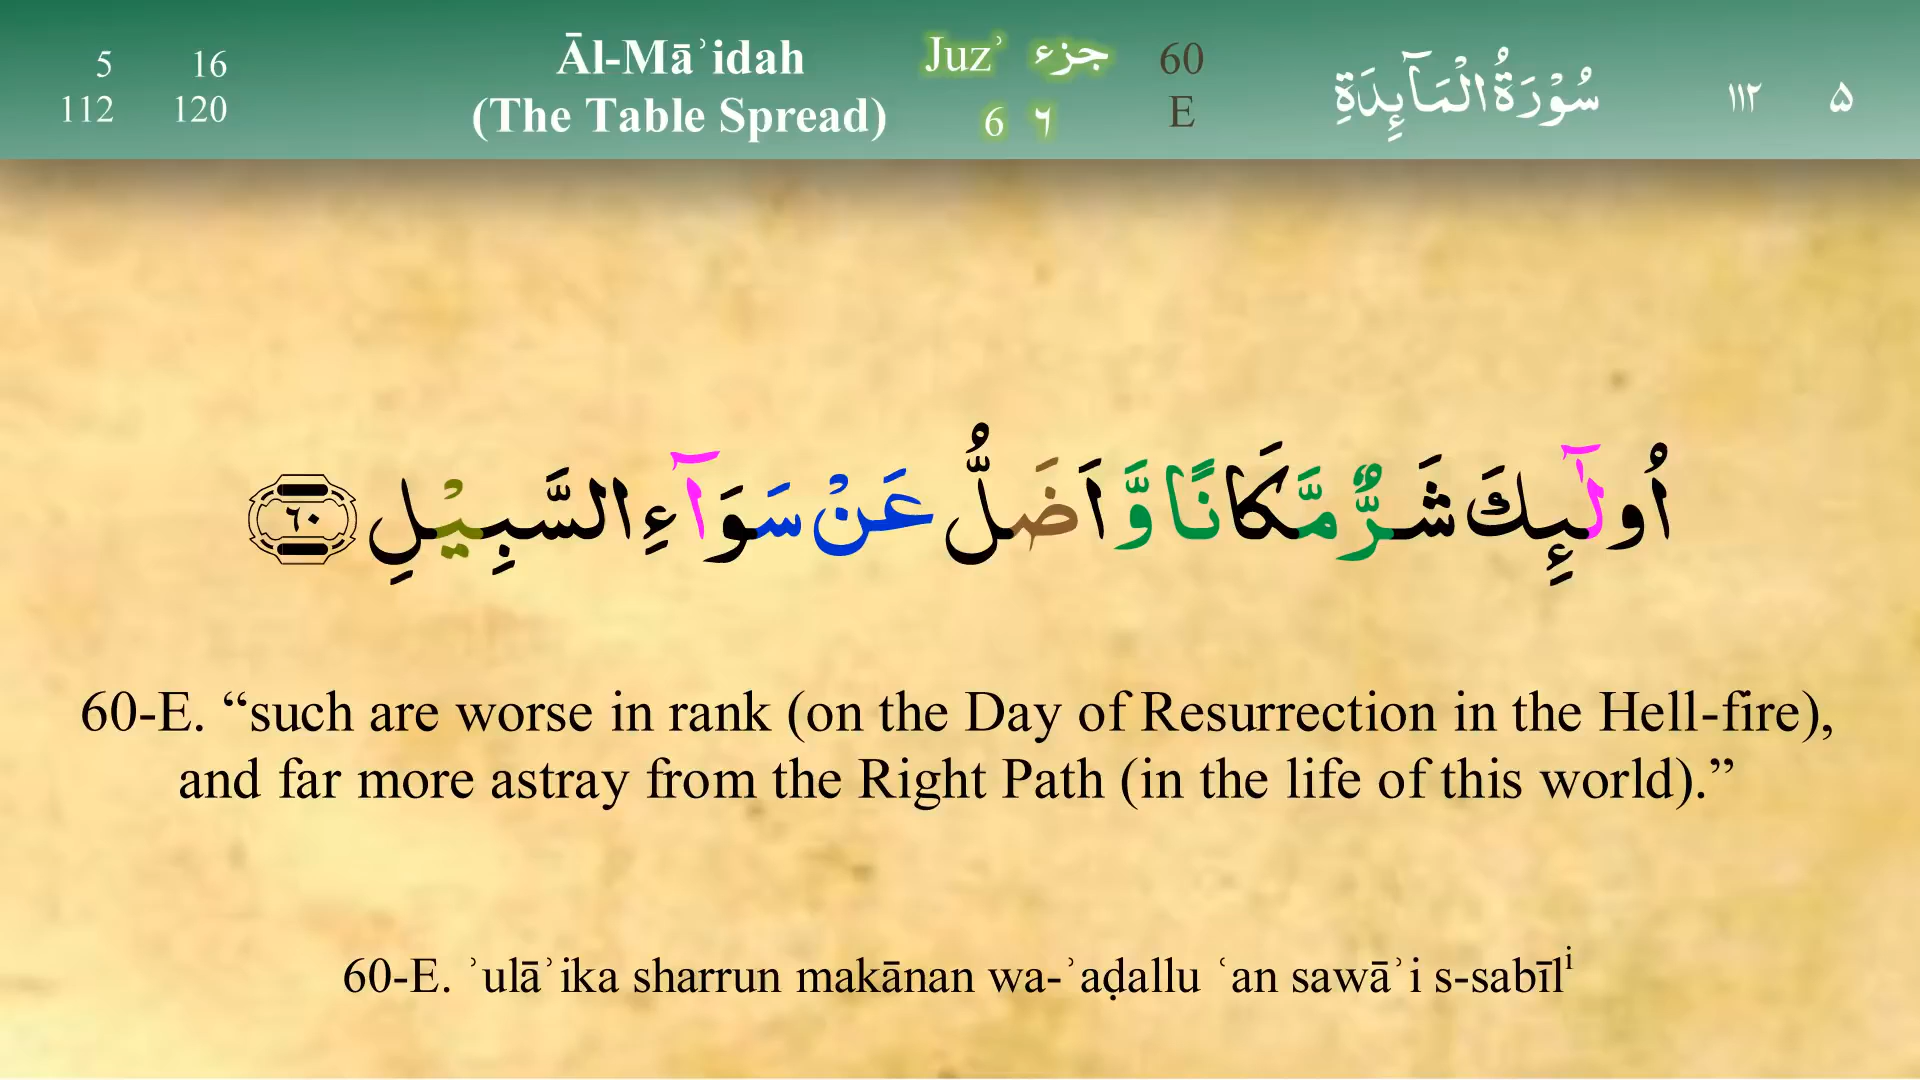 5 16
112 120
Āl-Māʾidah
(The Table Spread)
Juzʾ جزء
6 ٦
60
E
سُوْرَةُ الْمَآئِدَةِ
١١٢ ۵
اُولٰٓئِكَ شَرٌّ مَّكَانًا وَّ اَضَلُّ عَنْ سَوَآءِ السَّبِيْلِ ٦٠
60-E. “such are worse in rank (on the Day of Resurrection in the Hell-fire),
and far more astray from the Right Path (in the life of this world).”
60-E. ʾulāʾika sharrun makānan wa-ʾaḍallu ʿan sawāʾi s-sabīlⁱ